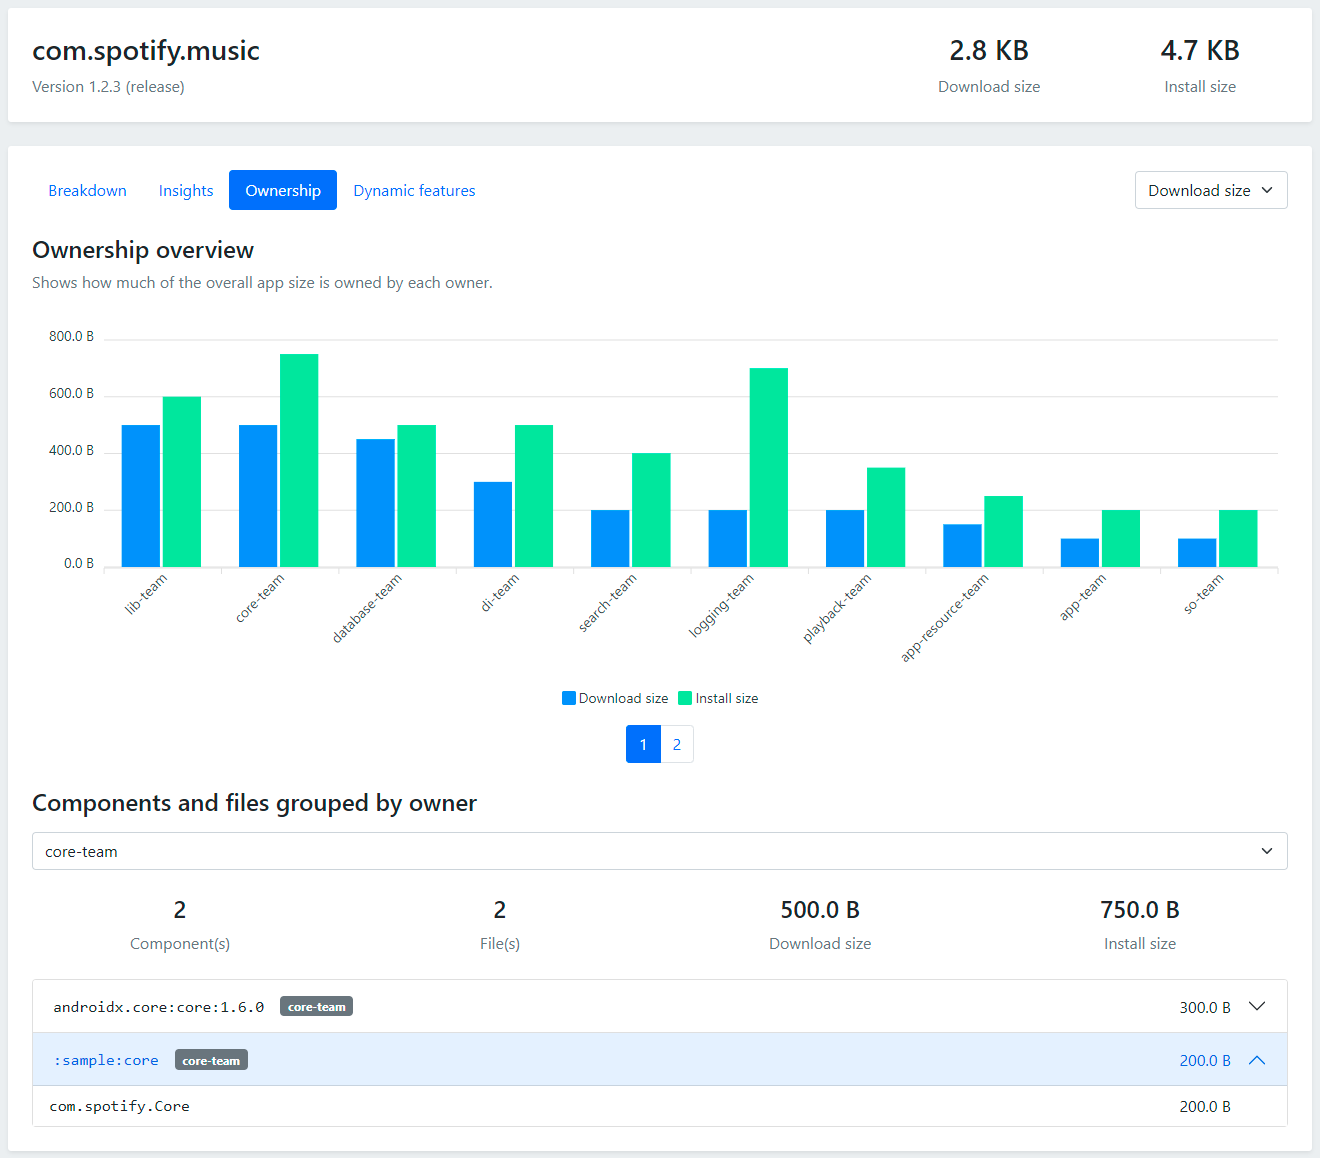 com.spotify.music
Version 1.2.3 (release)
2.8 KB
Download size
4.7 KB
Install size
Breakdown
Insights
Ownership
Dynamic features
Download size
Ownership overview
Shows how much of the overall app size is owned by each owner.
800.0 B
600.0 B
400.0 B
200.0 B
0.0 B
lib-team
core-team
database-team
di-team
search-team
logging-team
playback-team
app-resource-team
app-team
so-team
Download size
Install size
1
2
Components and files grouped by owner
core-team
2
Component(s)
2
File(s)
500.0 B
Download size
750.0 B
Install size
androidx.core:core:1.6.0 core-team 300.0 B
:sample:core core-team 200.0 B
com.spotify.Core 200.0 B